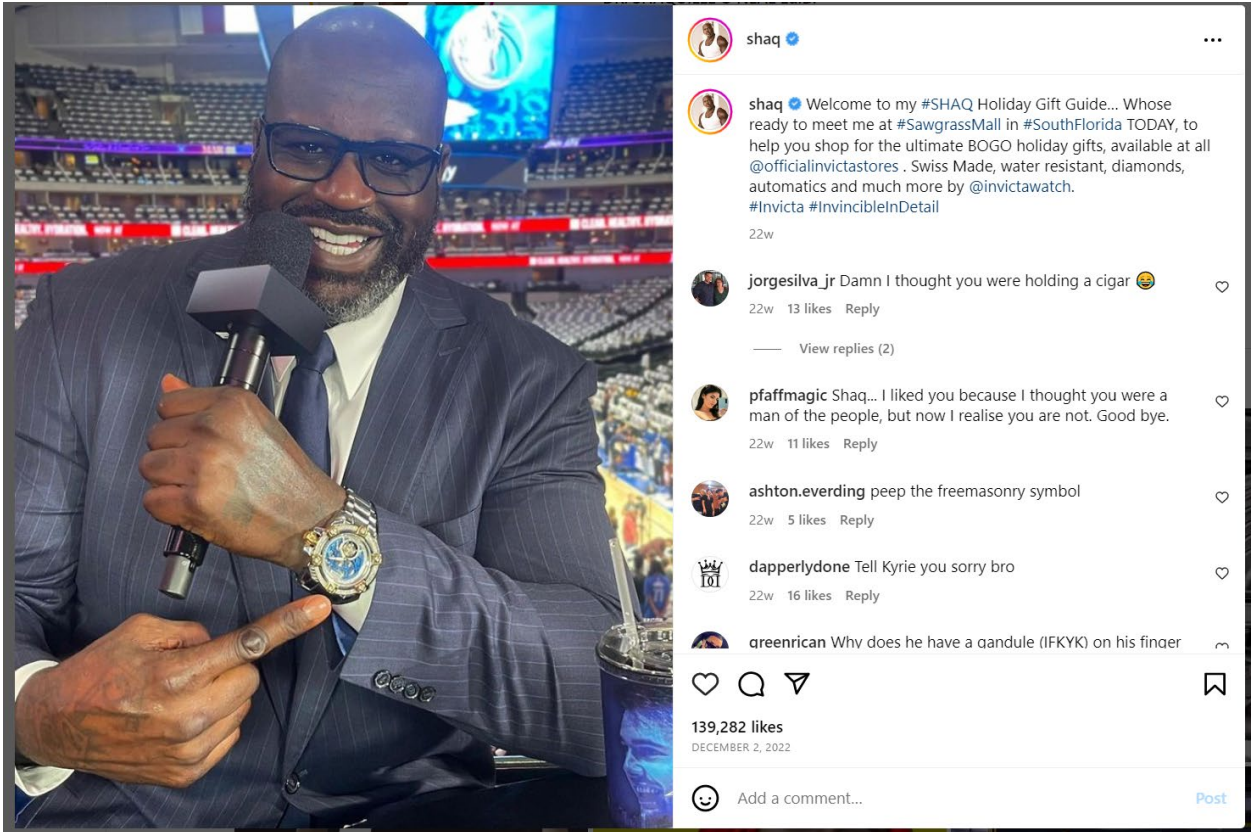 shaq
shaq Welcome to my #SHAQ Holiday Gift Guide... Whose
ready to meet me at #SawgrassMall in #SouthFlorida TODAY, to
help you shop for the ultimate BOGO holiday gifts, available at all
@officialinvictastores . Swiss Made, water resistant, diamonds,
automatics and much more by @invictawatch.
#Invicta #InvincibleInDetail
22w
jorgesilva_jr Damn I thought you were holding a cigar 😂
22w 13 likes Reply
View replies (2)
pfaffmagic Shaq... I liked you because I thought you were a
man of the people, but now I realise you are not. Good bye.
22w 11 likes Reply
ashton.everding peep the freemasonry symbol
22w 5 likes Reply
dapperlydone Tell Kyrie you sorry bro
22w 16 likes Reply
greenrican Why does he have a gandule (IFKYK) on his finger
139,282 likes
DECEMBER 2, 2022
Add a comment...
Post